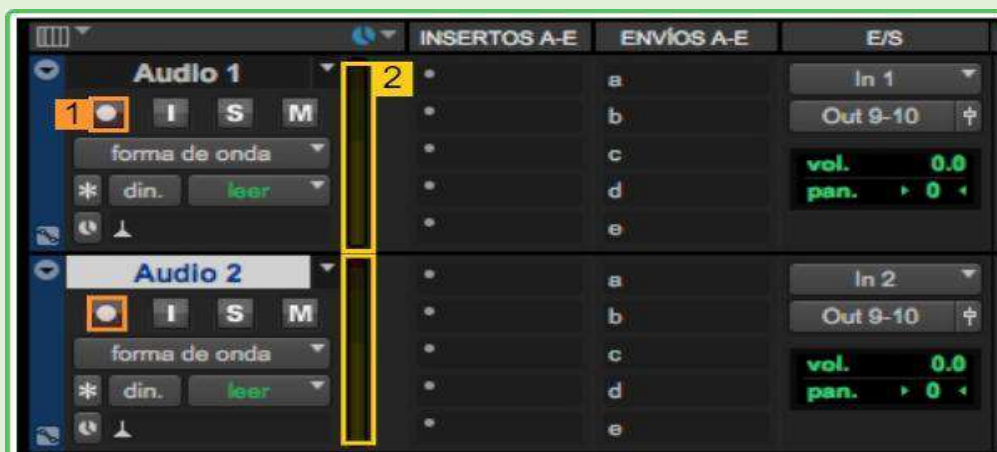 INSERTOS A-E ENVÍOS A-E E/S
Audio 1 2 a In 1
1 I S M b Out 9-10
forma de onda c vol. 0.0
din. leer d pan. 0
e
Audio 2 a In 2
I S M b Out 9-10
forma de onda c vol. 0.0
din. leer d pan. 0
e